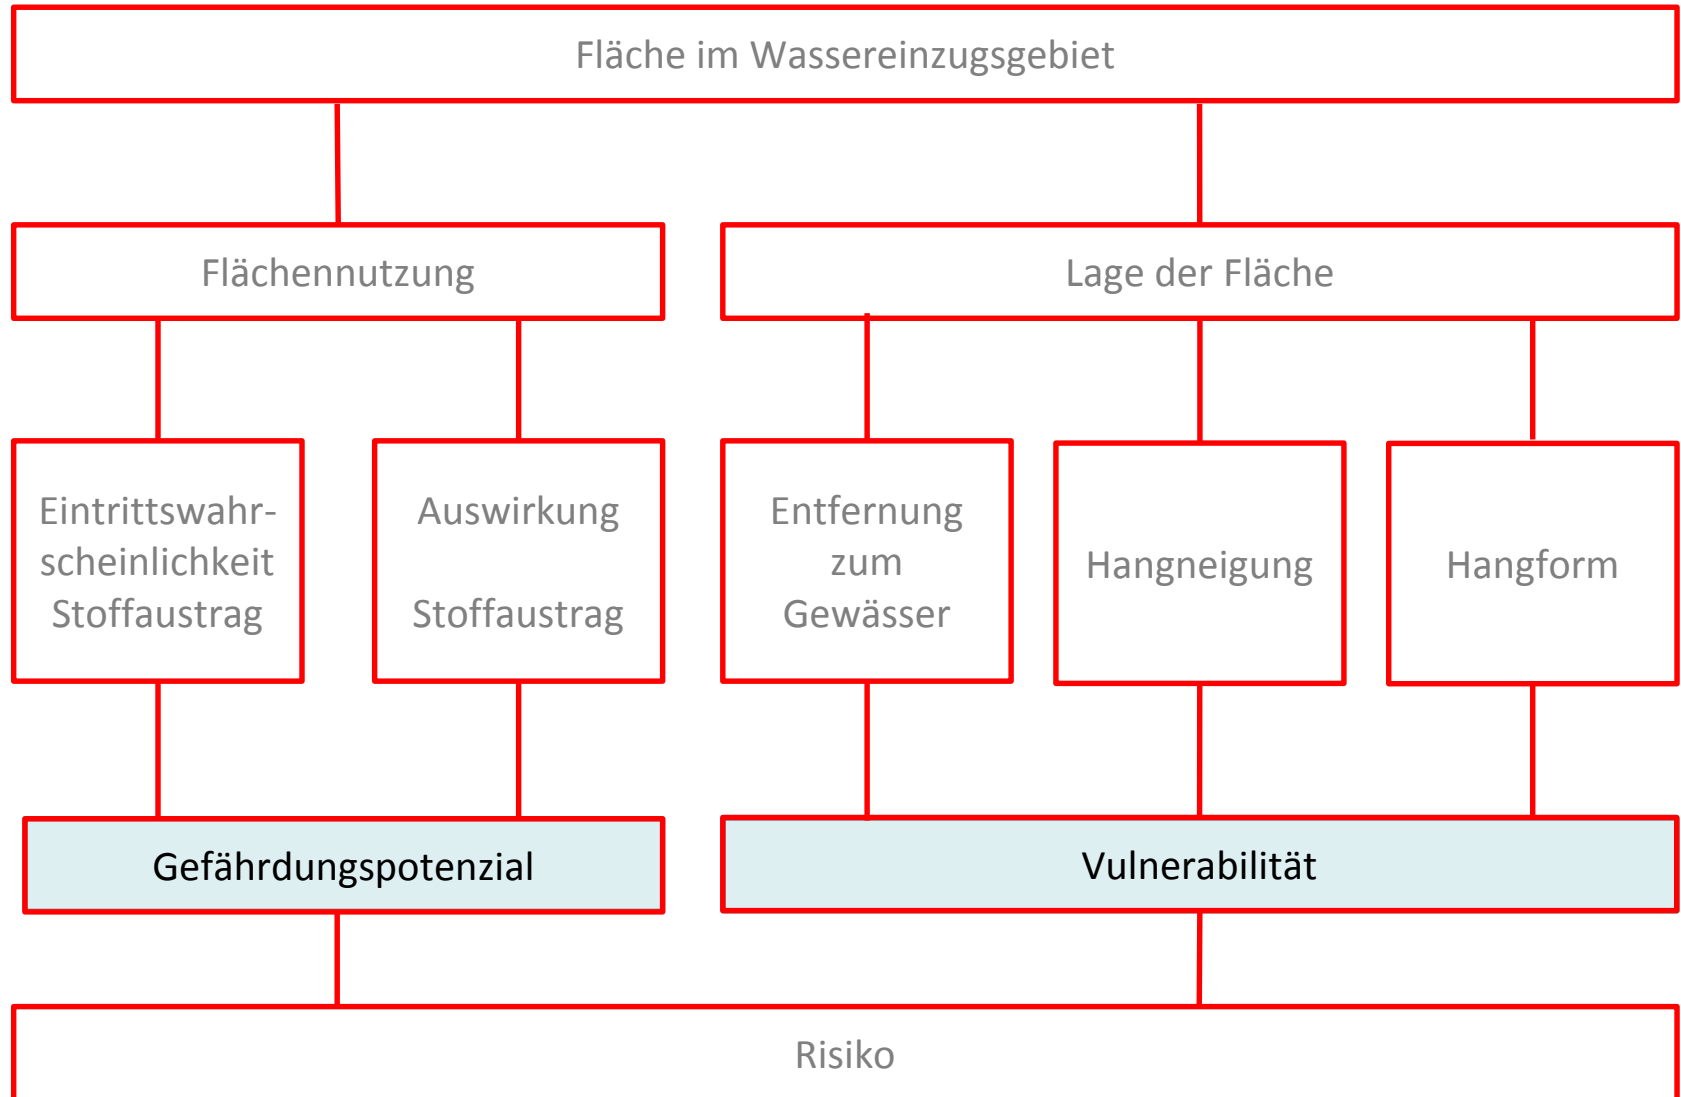 Fläche im Wassereinzugsgebiet
Flächennutzung
Lage der Fläche
Eintrittswahr-
scheinlichkeit
Stoffaustrag
Auswirkung
Stoffaustrag
Entfernung
zum
Gewässer
Hangneigung
Hangform
Gefährdungspotenzial
Vulnerabilität
Risiko